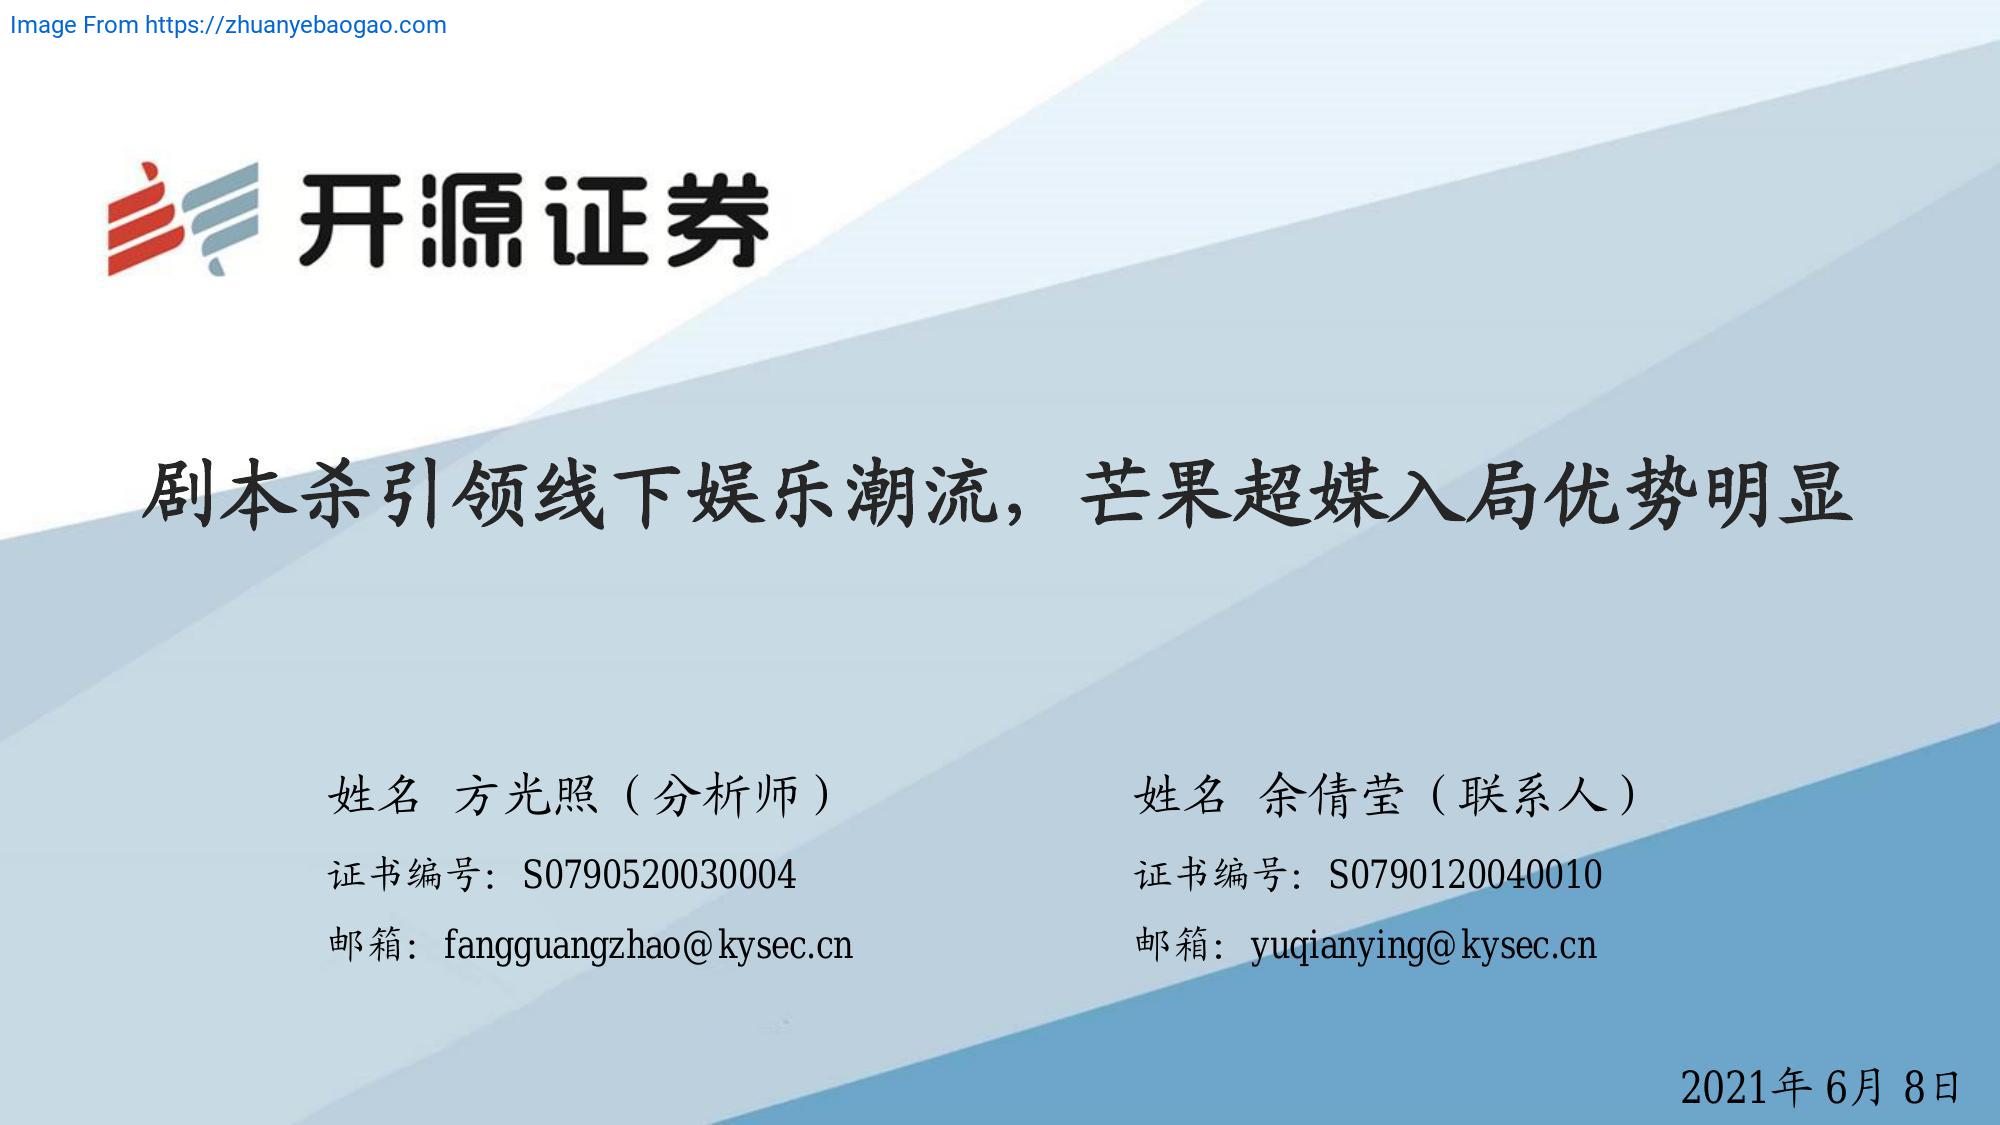 Image From https://zhuanyebaogao.com
开源证券
剧本杀引领线下娱乐潮流，芒果超媒入局优势明显
姓名 方光照（分析师）
证书编号：S0790520030004
邮箱：fangguangzhao@kysec.cn
姓名 余倩莹（联系人）
证书编号：S0790120040010
邮箱：yuqianying@kysec.cn
2021年 6月 8日